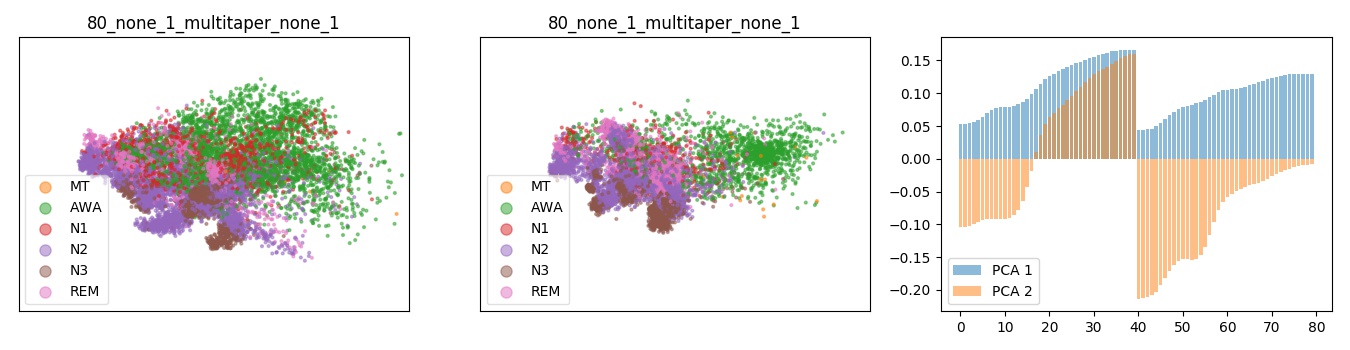 80_none_1_multitaper_none_1
MT
AWA
N1
N2
N3
REM
80_none_1_multitaper_none_1
MT
AWA
N1
N2
N3
REM
0.15
0.10
0.05
0.00
−0.05
−0.10
−0.15
−0.20
PCA 1
PCA 2
0 10 20 30 40 50 60 70 80